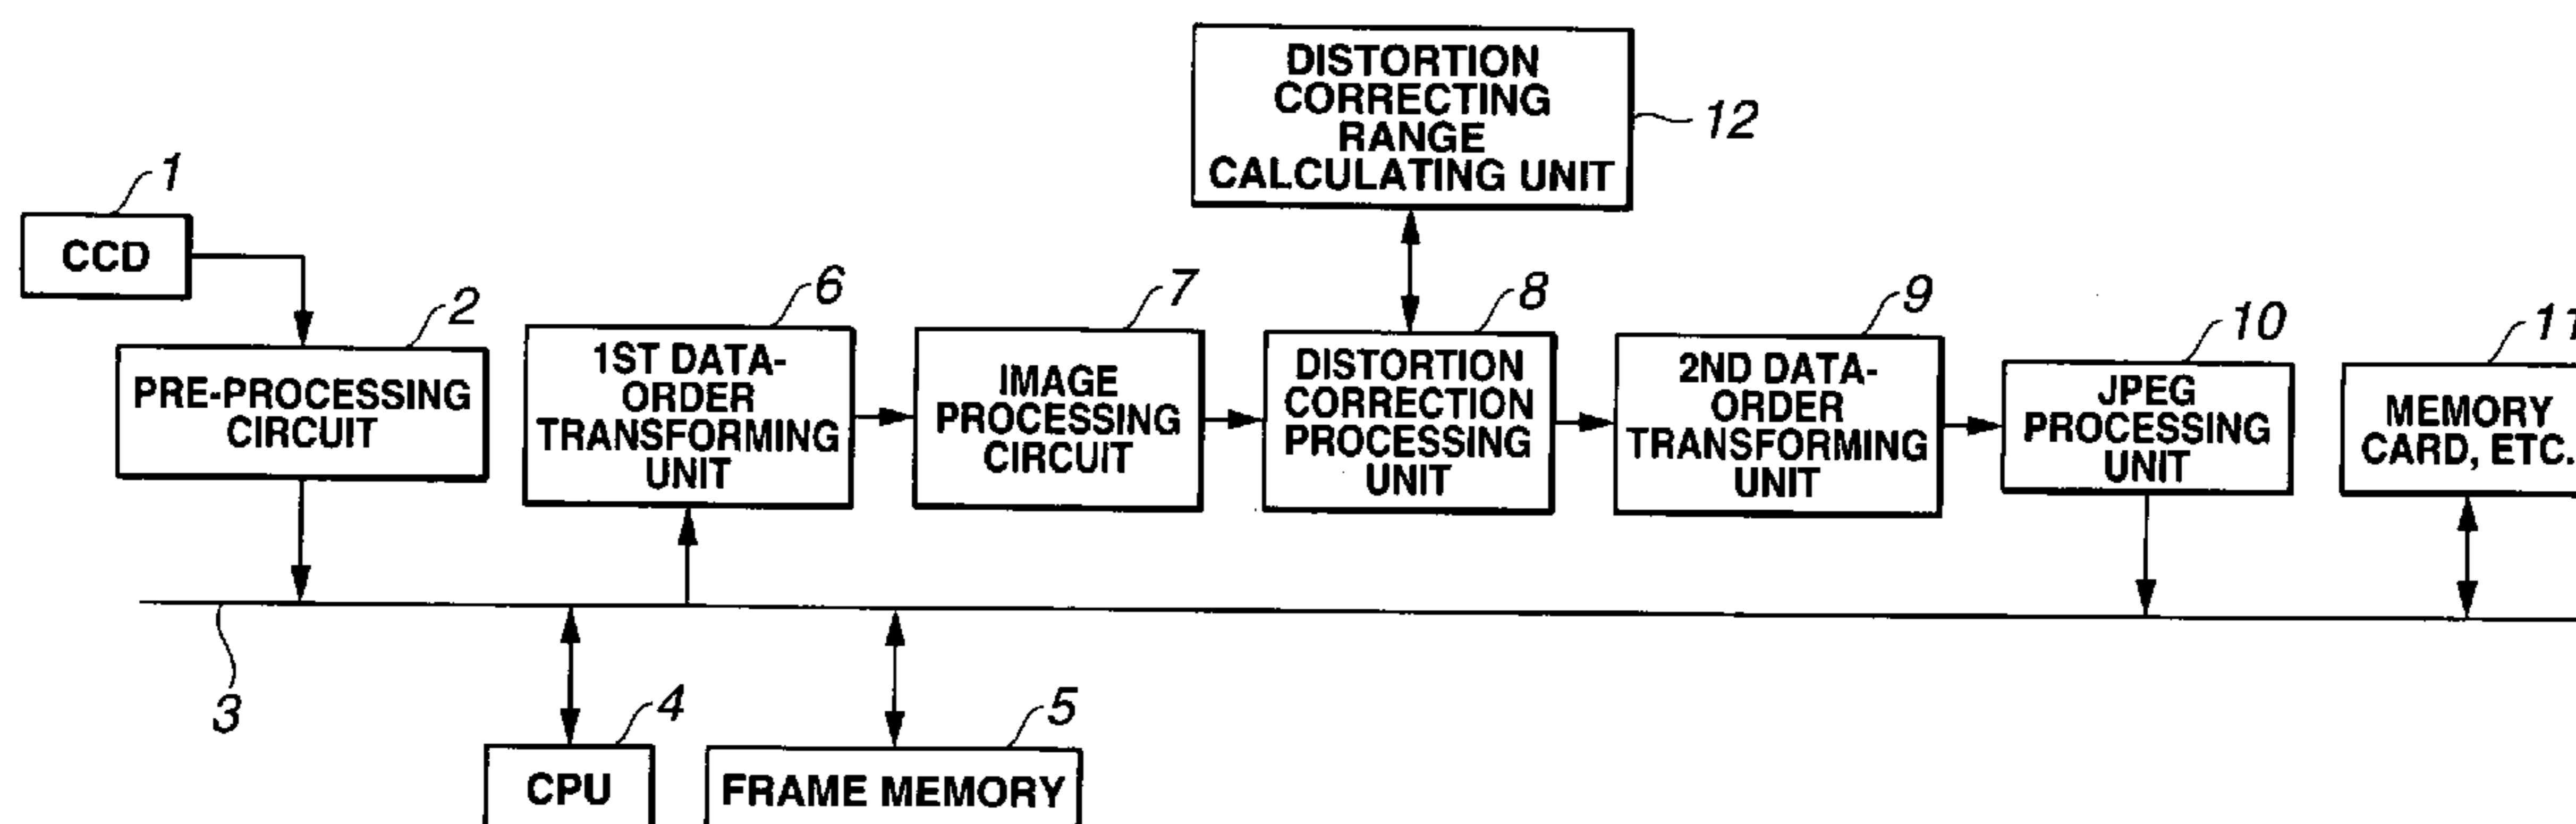 DISTORTION
CORRECTING
RANGE
CALCULATING UNIT
12
1
CCD
2
PRE-PROCESSING
CIRCUIT
6
1ST DATA-
ORDER
TRANSFORMING
UNIT
7
IMAGE
PROCESSING
CIRCUIT
8
DISTORTION
CORRECTION
PROCESSING
UNIT
9
2ND DATA-
ORDER
TRANSFORMING
UNIT
10
JPEG
PROCESSING
UNIT
11
MEMORY
CARD, ETC.
3
4
CPU
5
FRAME MEMORY